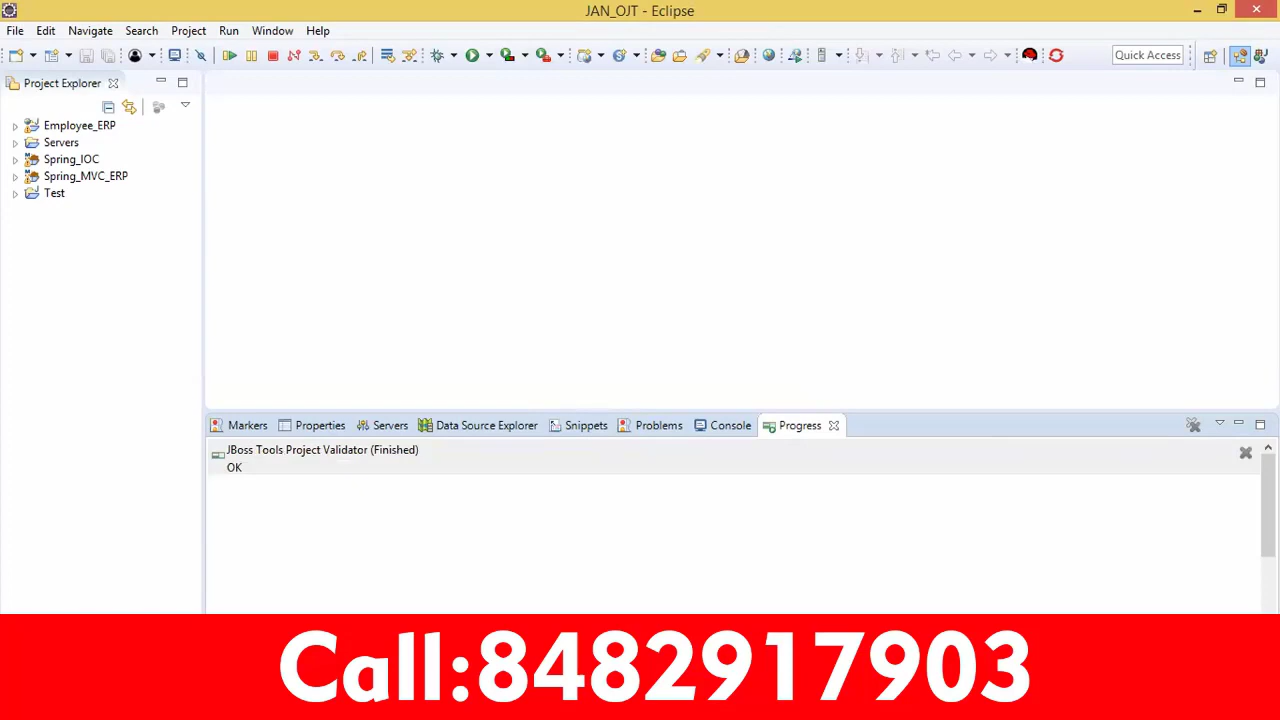 JAN_OJT - Eclipse
File Edit Navigate Search Project Run Window Help
Quick Access
Project Explorer
Employee_ERP
Servers
Spring_IOC
Spring_MVC_ERP
Test
Markers Properties Servers Data Source Explorer Snippets Problems Console Progress
JBoss Tools Project Validator (Finished)
OK
Call:8482917903